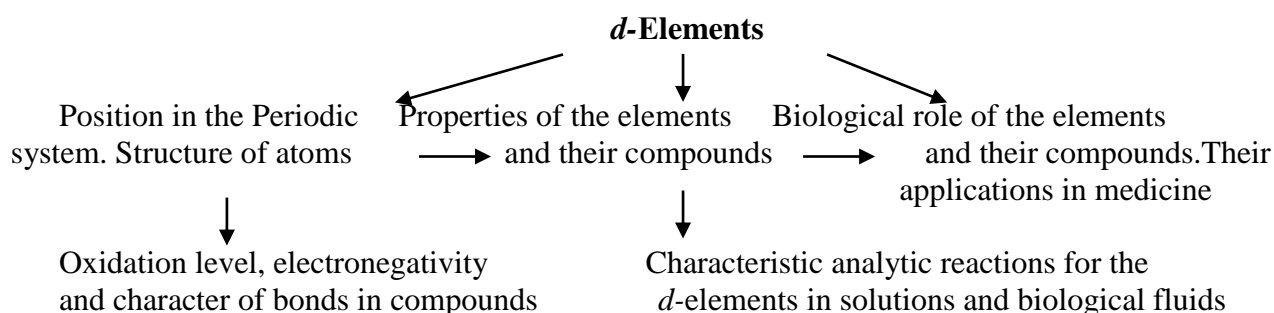 d-Elements
Position in the Periodic
system. Structure of atoms
Properties of the elements
and their compounds
Biological role of the elements
and their compounds.Their
applications in medicine
Oxidation level, electronegativity
and character of bonds in compounds
Characteristic analytic reactions for the
d-elements in solutions and biological fluids